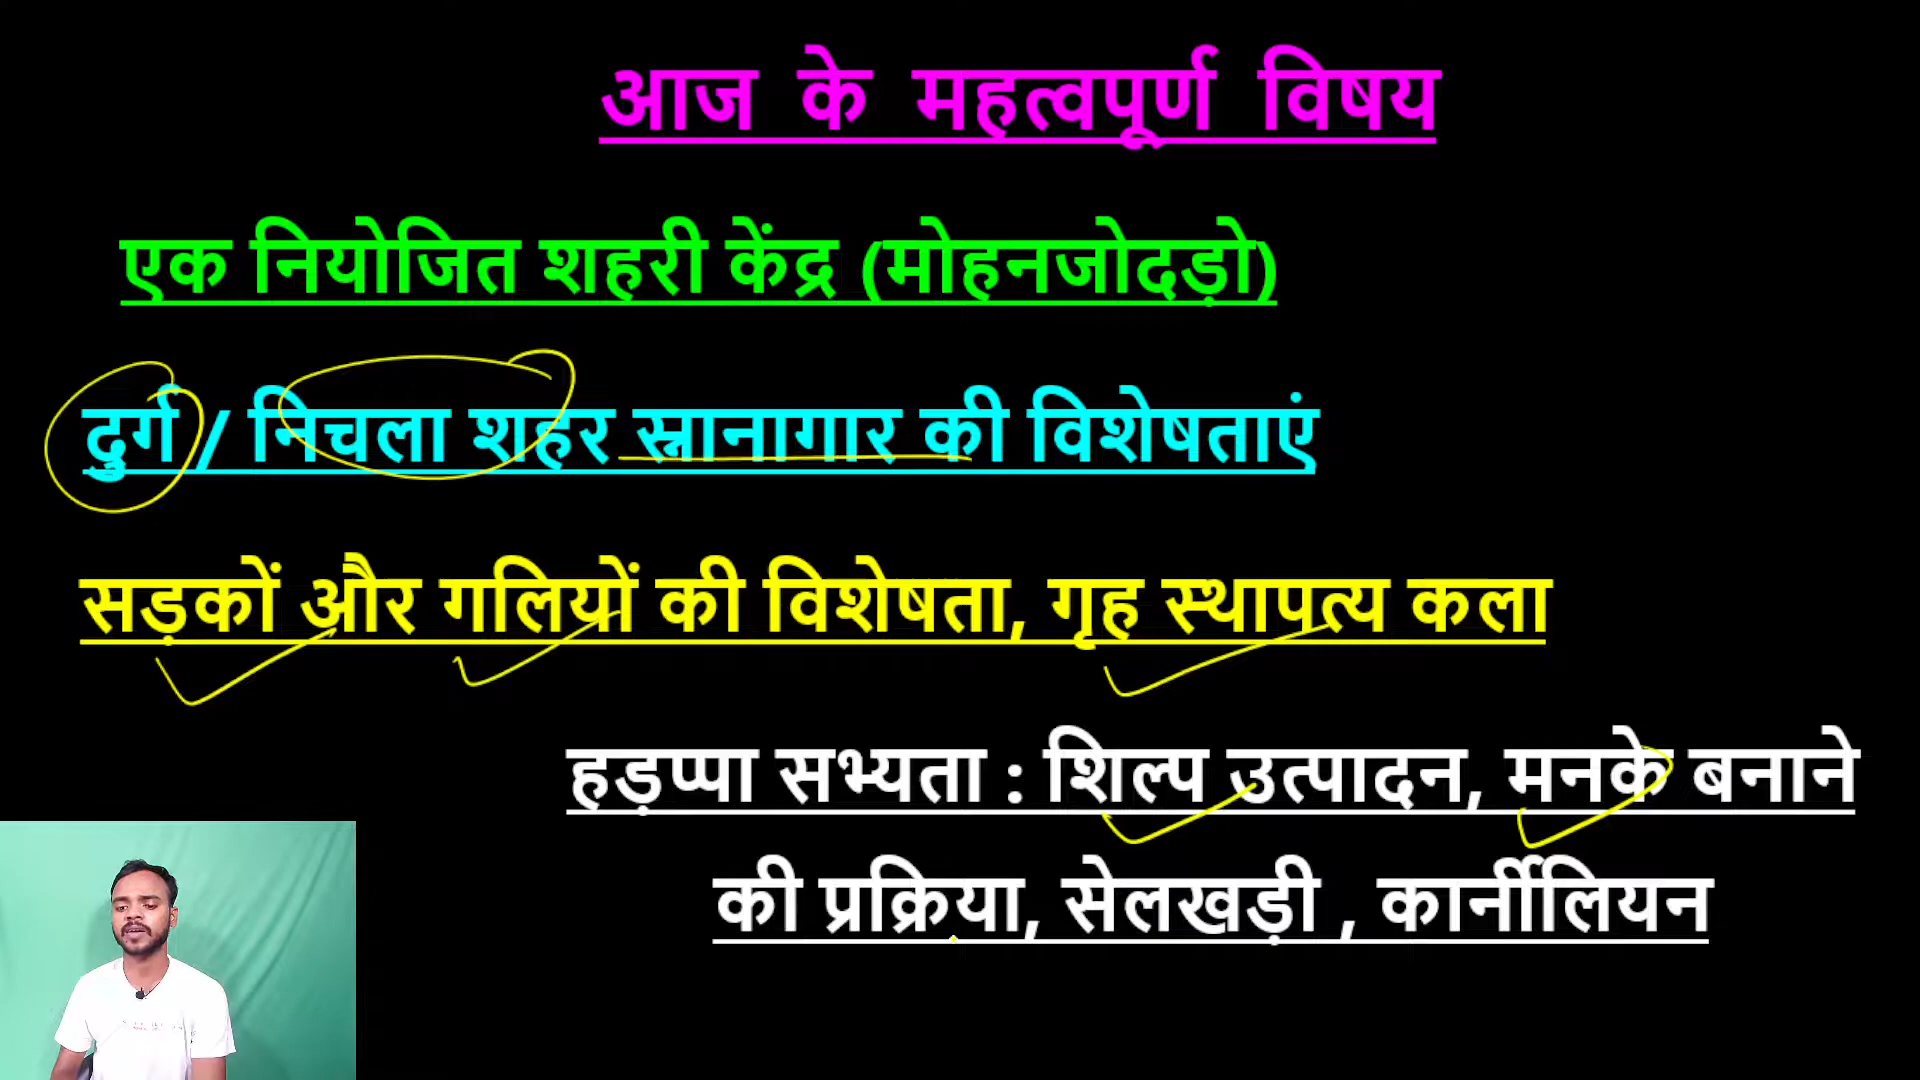 आज के महत्वपूर्ण विषय
एक नियोजित शहरी केंद्र (मोहनजोदड़ो)
दुर्ग / निचला शहर स्नानागार की विशेषताएं
सड़कों और गलियों की विशेषता, गृह स्थापत्य कला
हड़प्पा सभ्यता : शिल्प उत्पादन, मनके बनाने
की प्रक्रिया, सेलखड़ी , कार्नीलियन